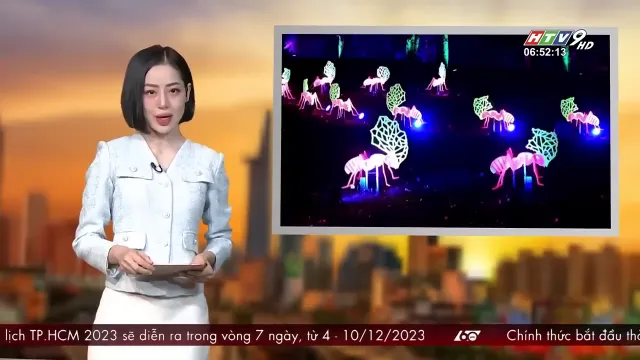 HTV9 HD
06:52:13
lịch TP.HCM 2023 sẽ diễn ra trong vòng 7 ngày, từ 4 - 10/12/2023
Chính thức bắt đầu